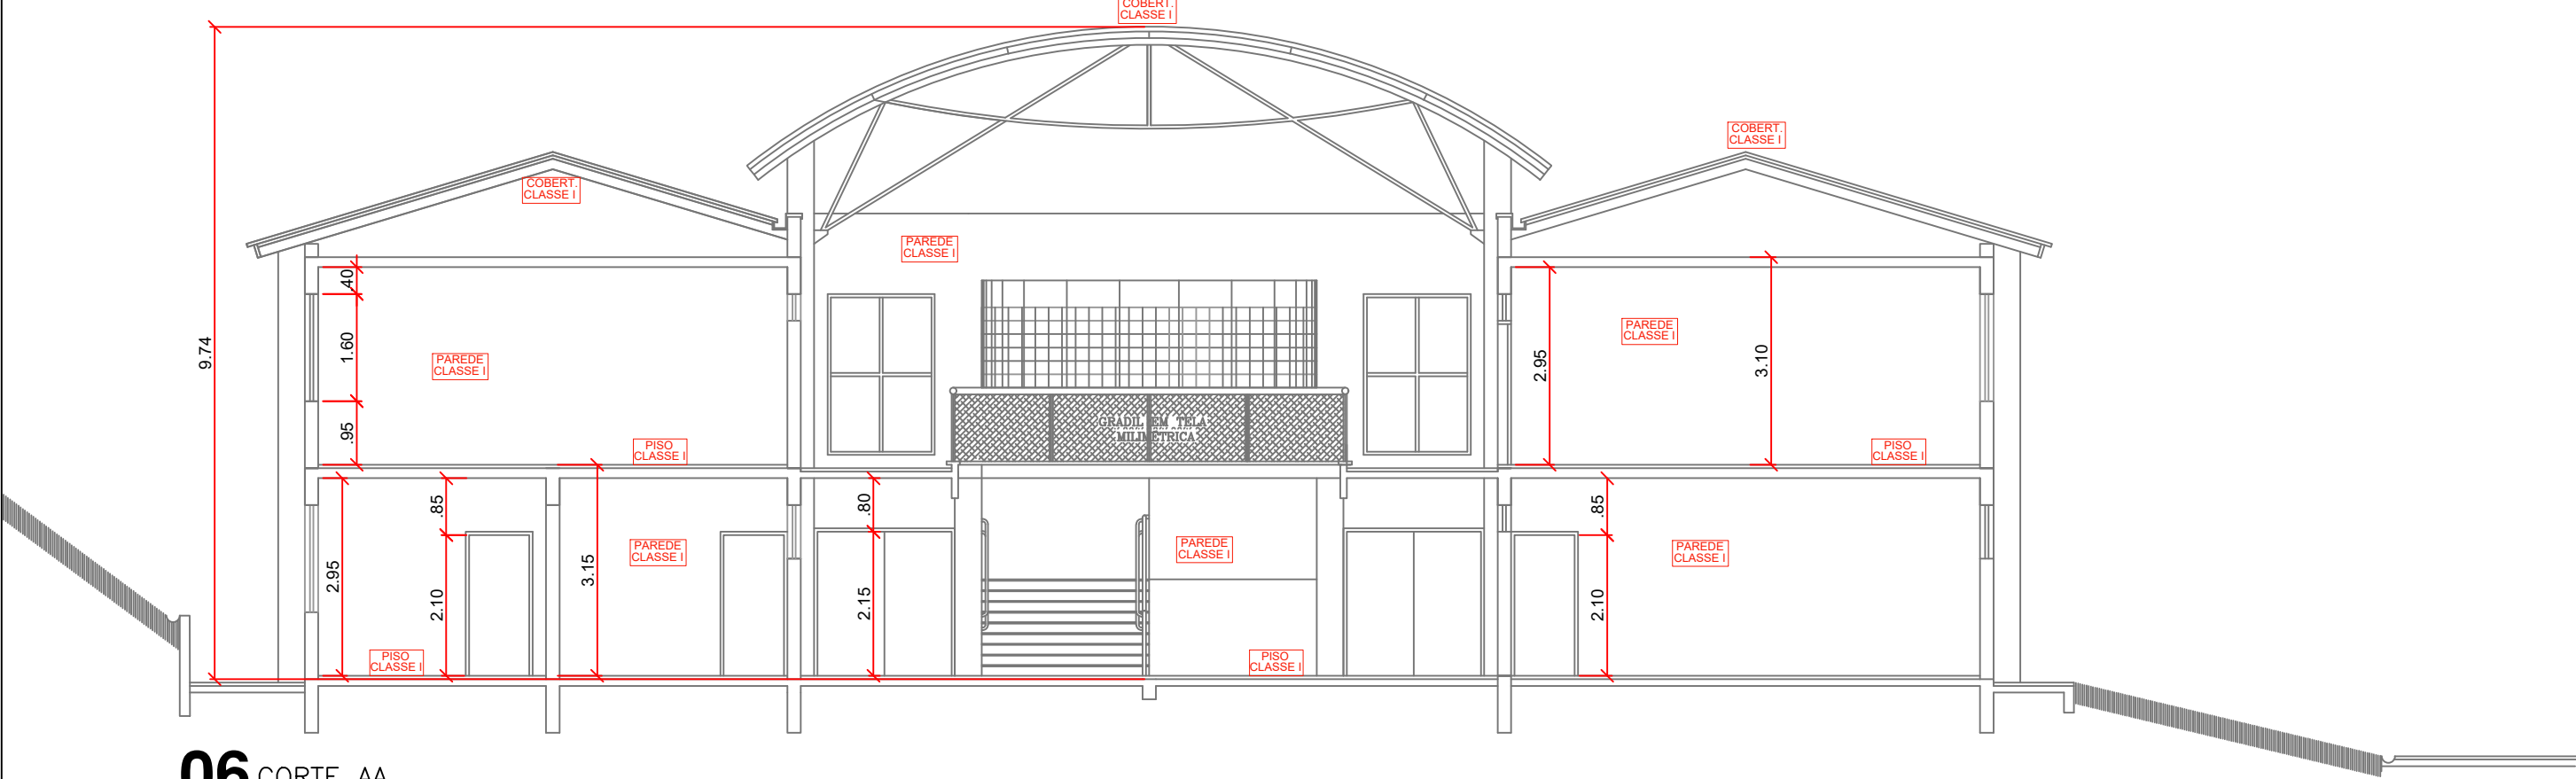 COBERT.
CLASSE I
COBERT.
CLASSE I
COBERT.
CLASSE I
9.74
.40
1.60
.95
PAREDE
CLASSE I
PAREDE
CLASSE I
PAREDE
CLASSE I
2.95
3.10
PISO
CLASSE I
PISO
CLASSE I
GRADIL EM TELA
MILIMÉTRICA
2.95
.85
2.10
3.15
PAREDE
CLASSE I
.80
2.15
PAREDE
CLASSE I
.85
2.10
PAREDE
CLASSE I
PISO
CLASSE I
PISO
CLASSE I
06 CORTE AA